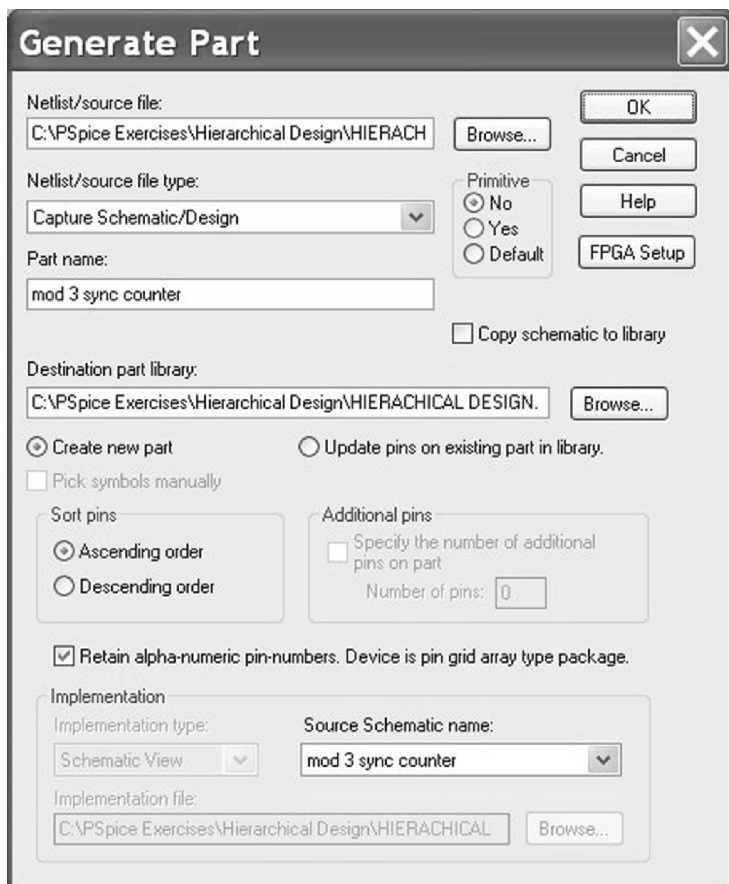 Generate Part
Netlist/source file:
C:\PSpice Exercises\Hierarchical Design\HIERACH
Browse...
OK
Cancel
Help
FPGA Setup
Netlist/source file type:
Capture Schematic/Design
Primitive
No
Yes
Default
Part name:
mod 3 sync counter
Copy schematic to library
Destination part library:
C:\PSpice Exercises\Hierarchical Design\HIERACHICAL DESIGN.
Browse...
Create new part
Update pins on existing part in library.
Pick symbols manually
Sort pins
Ascending order
Descending order
Additional pins
Specify the number of additional
pins on part
Number of pins: 0
Retain alpha-numeric pin-numbers. Device is pin grid array type package.
Implementation
Implementation type:
Schematic View
Source Schematic name:
mod 3 sync counter
Implementation file:
C:\PSpice Exercises\Hierarchical Design\HIERACHICAL
Browse...